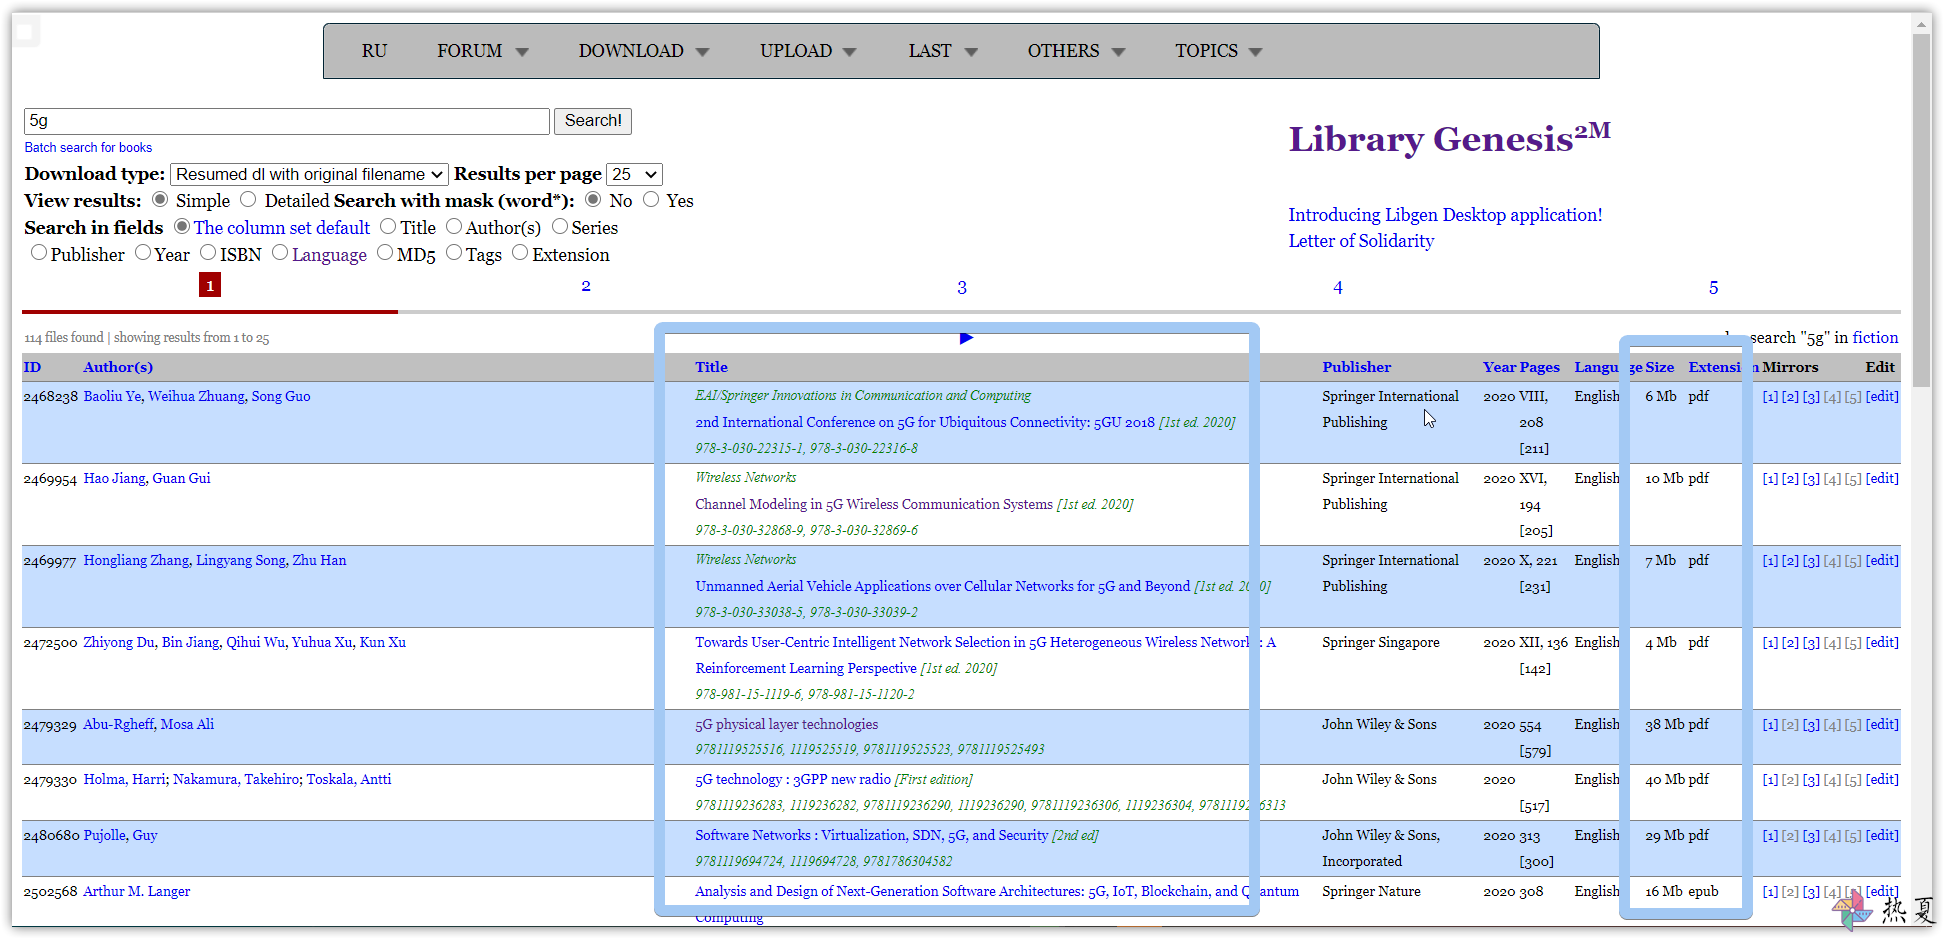 RU FORUM DOWNLOAD UPLOAD LAST OTHERS TOPICS
5g Search!
Batch search for books
Library Genesis2M
Download type: Resumed dl with original filename Results per page 25
View results: Simple Detailed Search with mask (word*): No Yes
Introducing Libgen Desktop application!
Search in fields The column set default Title Author(s) Series
Letter of Solidarity
Publisher Year ISBN Language MD5 Tags Extension
1 2 3 4 5
114 files found | showing results from 1 to 25 ► search "5g" in fiction
ID Author(s) Title Publisher Year Pages Language Size Extension Mirrors Edit
EAI/Springer Innovations in Communication and Computing
2468238 Baoliu Ye, Weihua Zhuang, Song Guo Springer International 2020 VIII, English 6 Mb pdf [1] [2] [3] [4] [5] [edit]
2nd International Conference on 5G for Ubiquitous Connectivity: 5GU 2018 [1st ed. 2020] Publishing 208
978-3-030-22315-1, 978-3-030-22316-8 [211]
Wireless Networks
2469954 Hao Jiang, Guan Gui Springer International 2020 XVI, English 10 Mb pdf [1] [2] [3] [4] [5] [edit]
Channel Modeling in 5G Wireless Communication Systems [1st ed. 2020] Publishing 194
978-3-030-32868-9, 978-3-030-32869-6 [205]
Wireless Networks
2469977 Hongliang Zhang, Lingyang Song, Zhu Han Springer International 2020 X, 221 English 7 Mb pdf [1] [2] [3] [4] [5] [edit]
Unmanned Aerial Vehicle Applications over Cellular Networks for 5G and Beyond [1st ed. 2020] Publishing [231]
978-3-030-33038-5, 978-3-030-33039-2
2472500 Zhiyong Du, Bin Jiang, Qihui Wu, Yuhua Xu, Kun Xu Towards User-Centric Intelligent Network Selection in 5G Heterogeneous Wireless Networks: A Springer Singapore 2020 XII, 136 English 4 Mb pdf [1] [2] [3] [4] [5] [edit]
Reinforcement Learning Perspective [1st ed. 2020] [142]
978-981-15-1119-6, 978-981-15-1120-2
2479329 Abu-Rgheff, Mosa Ali 5G physical layer technologies John Wiley & Sons 2020 554 English 38 Mb pdf [1] [2] [3] [4] [5] [edit]
9781119525516, 1119525519, 9781119525523, 9781119525493 [579]
2479330 Holma, Harri; Nakamura, Takehiro; Toskala, Antti 5G technology : 3GPP new radio [First edition] John Wiley & Sons 2020 English 40 Mb pdf [1] [2] [3] [4] [5] [edit]
9781119236283, 1119236282, 9781119236290, 1119236290, 9781119236306, 1119236304, 9781119236313 [517]
2480680 Pujolle, Guy Software Networks : Virtualization, SDN, 5G, and Security [2nd ed] John Wiley & Sons, 2020 313 English 29 Mb pdf [1] [2] [3] [4] [5] [edit]
9781119694724, 1119694728, 9781786304582 Incorporated [300]
2502568 Arthur M. Langer Analysis and Design of Next-Generation Software Architectures: 5G, IoT, Blockchain, and Quantum Springer Nature 2020 308 English 16 Mb epub [1] [2] [3] [4] [5] [edit]
Computing
热夏